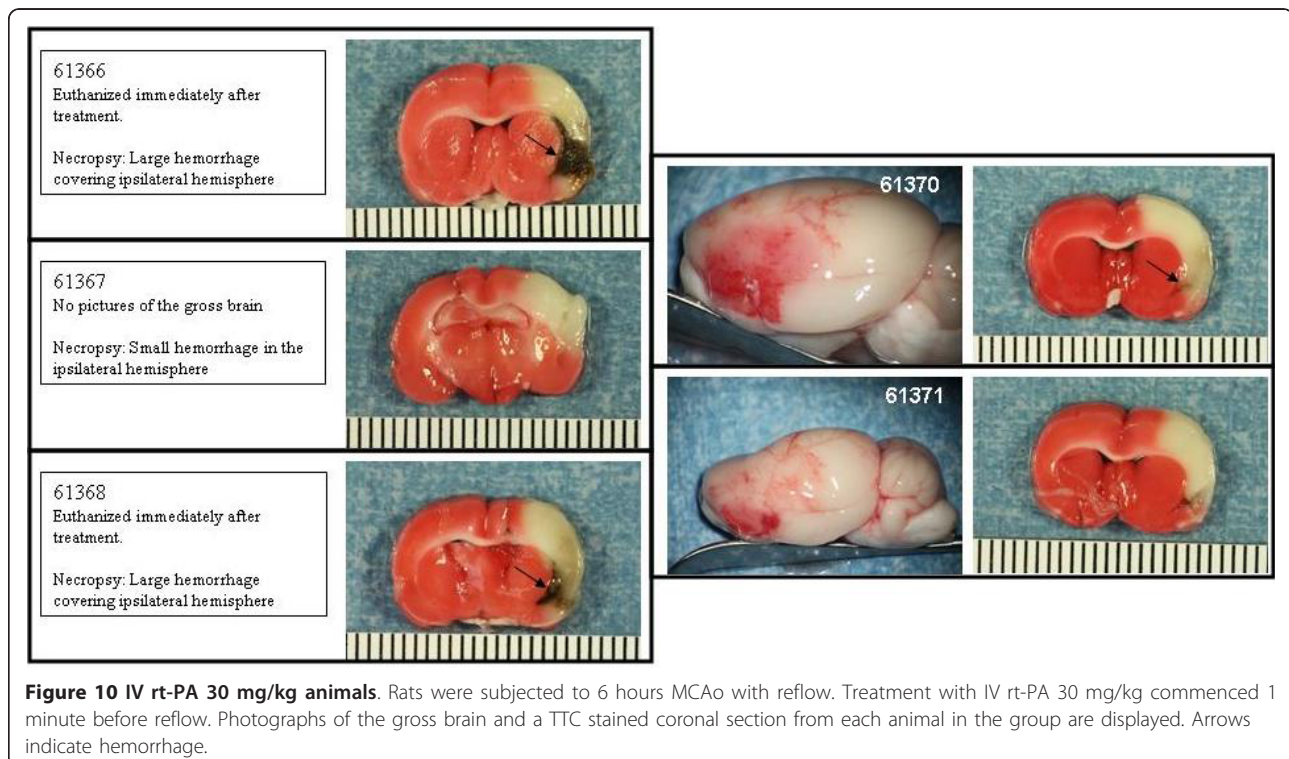 61366
Euthanized immediately after
treatment.
Necropsy: Large hemorrhage
covering ipsilateral hemisphere
61367
No pictures of the gross brain
Necropsy: Small hemorrhage in the
ipsilateral hemisphere
61368
Euthanized immediately after
treatment.
Necropsy: Large hemorrhage
covering ipsilateral hemisphere
61370
61371
Figure 10 IV rt-PA 30 mg/kg animals. Rats were subjected to 6 hours MCAo with reflow. Treatment with IV rt-PA 30 mg/kg commenced 1
minute before reflow. Photographs of the gross brain and a TTC stained coronal section from each animal in the group are displayed. Arrows
indicate hemorrhage.